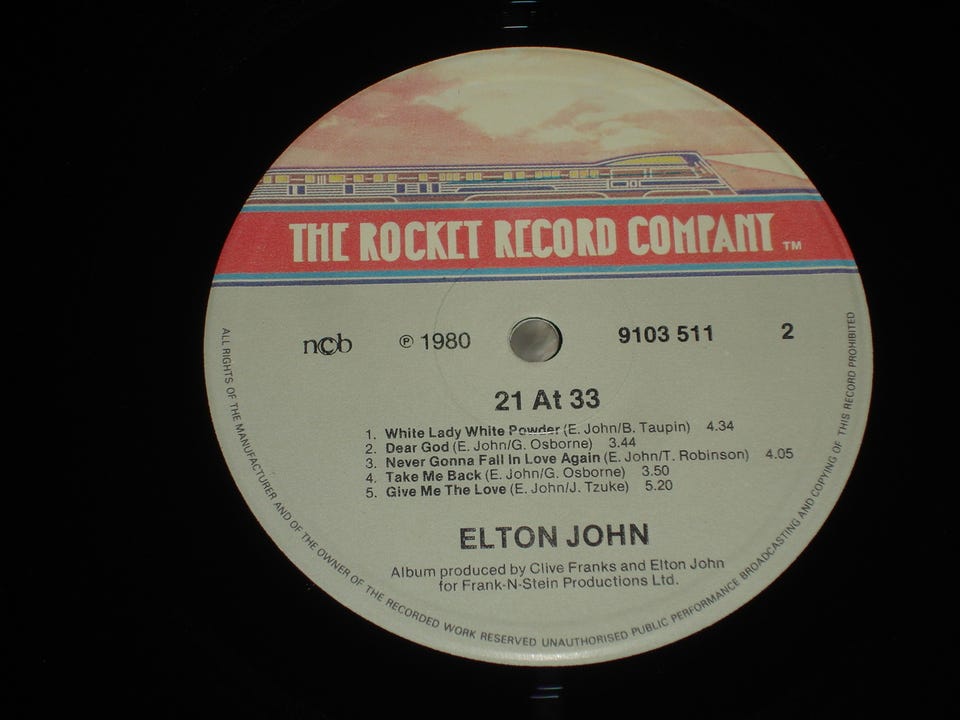 THE ROCKET RECORD COMPANY TM
ncb ℗ 1980 9103 511 2
21 At 33
1. White Lady White Powder (E. John/B. Taupin) 4.34
2. Dear God (E. John/G. Osborne) 3.44
3. Never Gonna Fall In Love Again (E. John/T. Robinson) 4.05
4. Take Me Back (E. John/G. Osborne) 3.50
5. Give Me The Love (E. John/J. Tzuke) 5.20
ELTON JOHN
Album produced by Clive Franks and Elton John
for Frank-N-Stein Productions Ltd.
ALL RIGHTS OF THE MANUFACTURER AND OF THE OWNER OF THE RECORDED WORK RESERVED UNAUTHORISED PUBLIC PERFORMANCE BROADCASTING AND COPYING OF THIS RECORD PROHIBITED